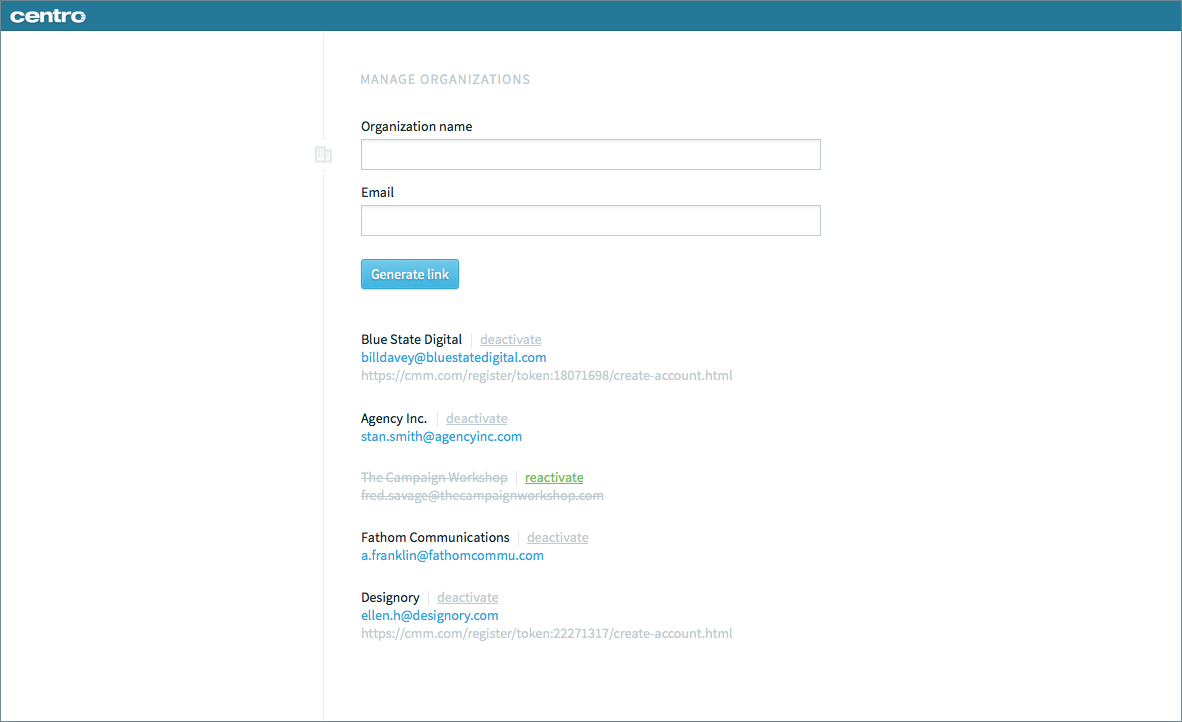 centro
MANAGE ORGANIZATIONS
Organization name
Email
Generate link
Blue State Digital | deactivate
billdavey@bluestatedigital.com
https://cmm.com/register/token:18071698/create-account.html
Agency Inc. | deactivate
stan.smith@agencyinc.com
The Campaign Workshop | reactivate
fred.savage@thecampaignworkshop.com
Fathom Communications | deactivate
a.franklin@fathomcommu.com
Designory | deactivate
ellen.h@designory.com
https://cmm.com/register/token:22271317/create-account.html